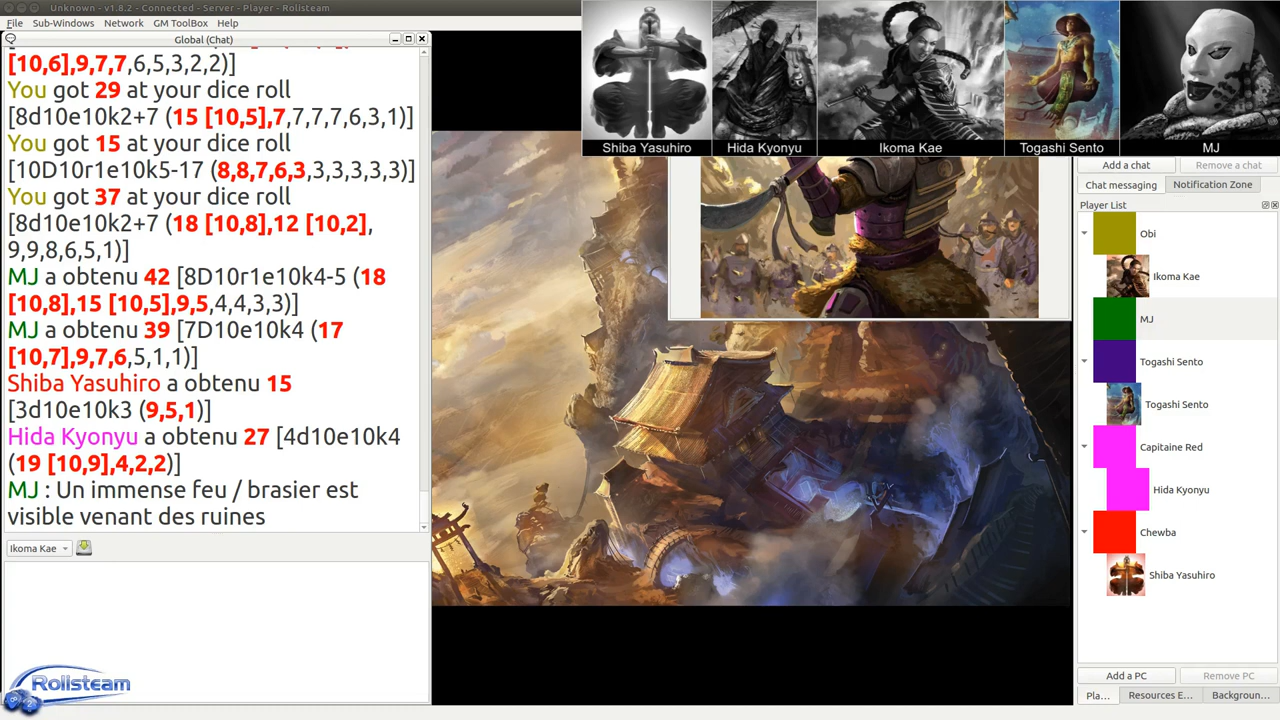 Unknown - v1.8.2 - Connected - Server - Player - Rolisteam
File Sub-Windows Network GM ToolBox Help
Global (Chat)
[10,6],9,7,7,6,5,3,2,2)]
You got 29 at your dice roll
[8d10e10k2+7 (15 [10,5],7,7,7,7,6,3,1)]
You got 15 at your dice roll
[10D10r1e10k5-17 (8,8,7,6,3,3,3,3,3,3)]
You got 37 at your dice roll
[8d10e10k2+7 (18 [10,8],12 [10,2],
9,9,8,6,5,1)]
MJ a obtenu 42 [8D10r1e10k4-5 (18
[10,8],15 [10,5],9,5,4,4,3,3)]
MJ a obtenu 39 [7D10e10k4 (17
[10,7],9,7,6,5,1,1)]
Shiba Yasuhiro a obtenu 15
[3d10e10k3 (9,5,1)]
Hida Kyonyu a obtenu 27 [4d10e10k4
(19 [10,9],4,2,2)]
MJ : Un immense feu / brasier est
visible venant des ruines
Ikoma Kae
Rolisteam
Shiba Yasuhiro
Hida Kyonyu
Ikoma Kae
Togashi Sento
MJ
Add a chat
Remove a chat
Chat messaging
Notification Zone
Player List
Obi
Ikoma Kae
MJ
Togashi Sento
Togashi Sento
Capitaine Red
Hida Kyonyu
Chewba
Shiba Yasuhiro
Add a PC
Remove PC
Pla...
Resources E...
Backgroun...